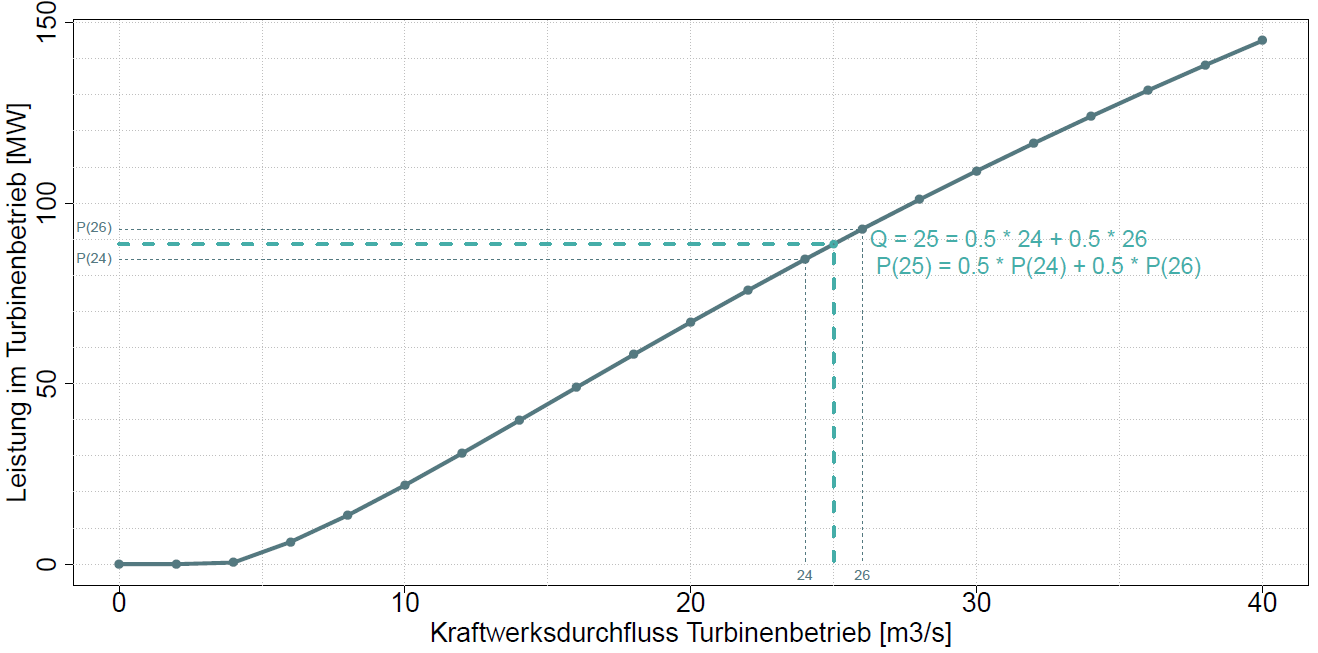 Leistung im Turbinenbetrieb [MW]
150
100
50
0
P(26)
P(24)
Q = 25 = 0.5 * 24 + 0.5 * 26
P(25) = 0.5 * P(24) + 0.5 * P(26)
24
26
0
10
20
30
40
Kraftwerksdurchfluss Turbinenbetrieb [m3/s]